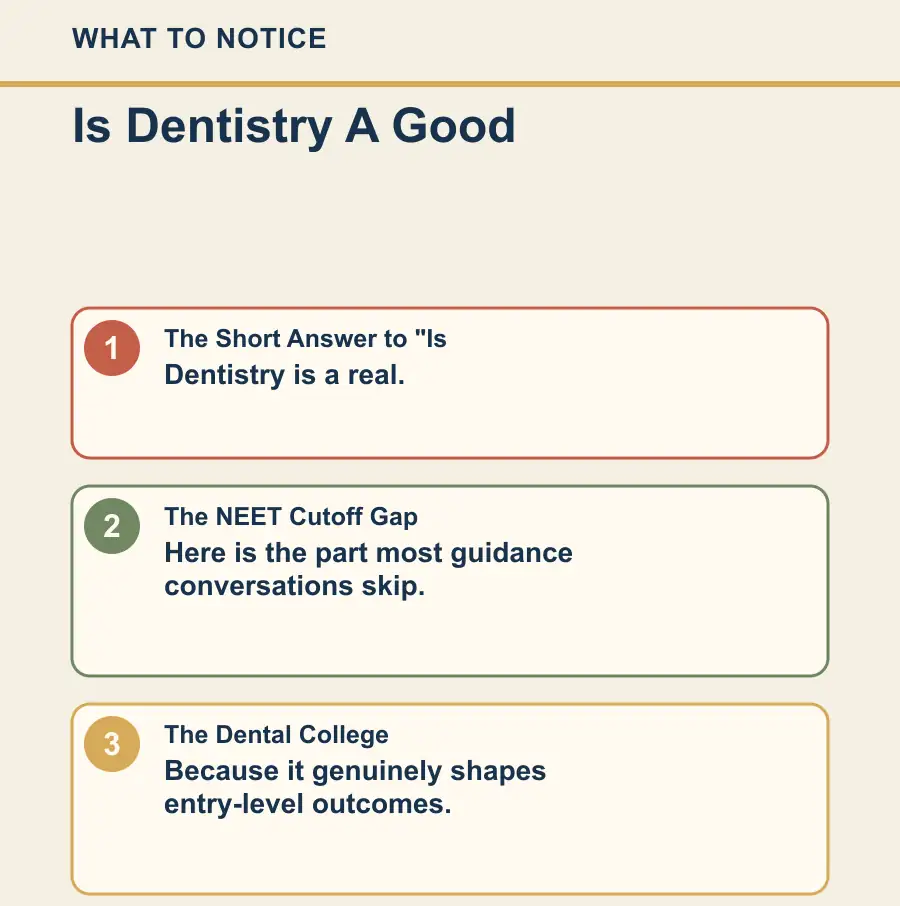 WHAT TO NOTICE
Is Dentistry A Good
1
The Short Answer to "Is
Dentistry is a real.
2
The NEET Cutoff Gap
Here is the part most guidance
conversations skip.
3
The Dental College
Because it genuinely shapes
entry-level outcomes.